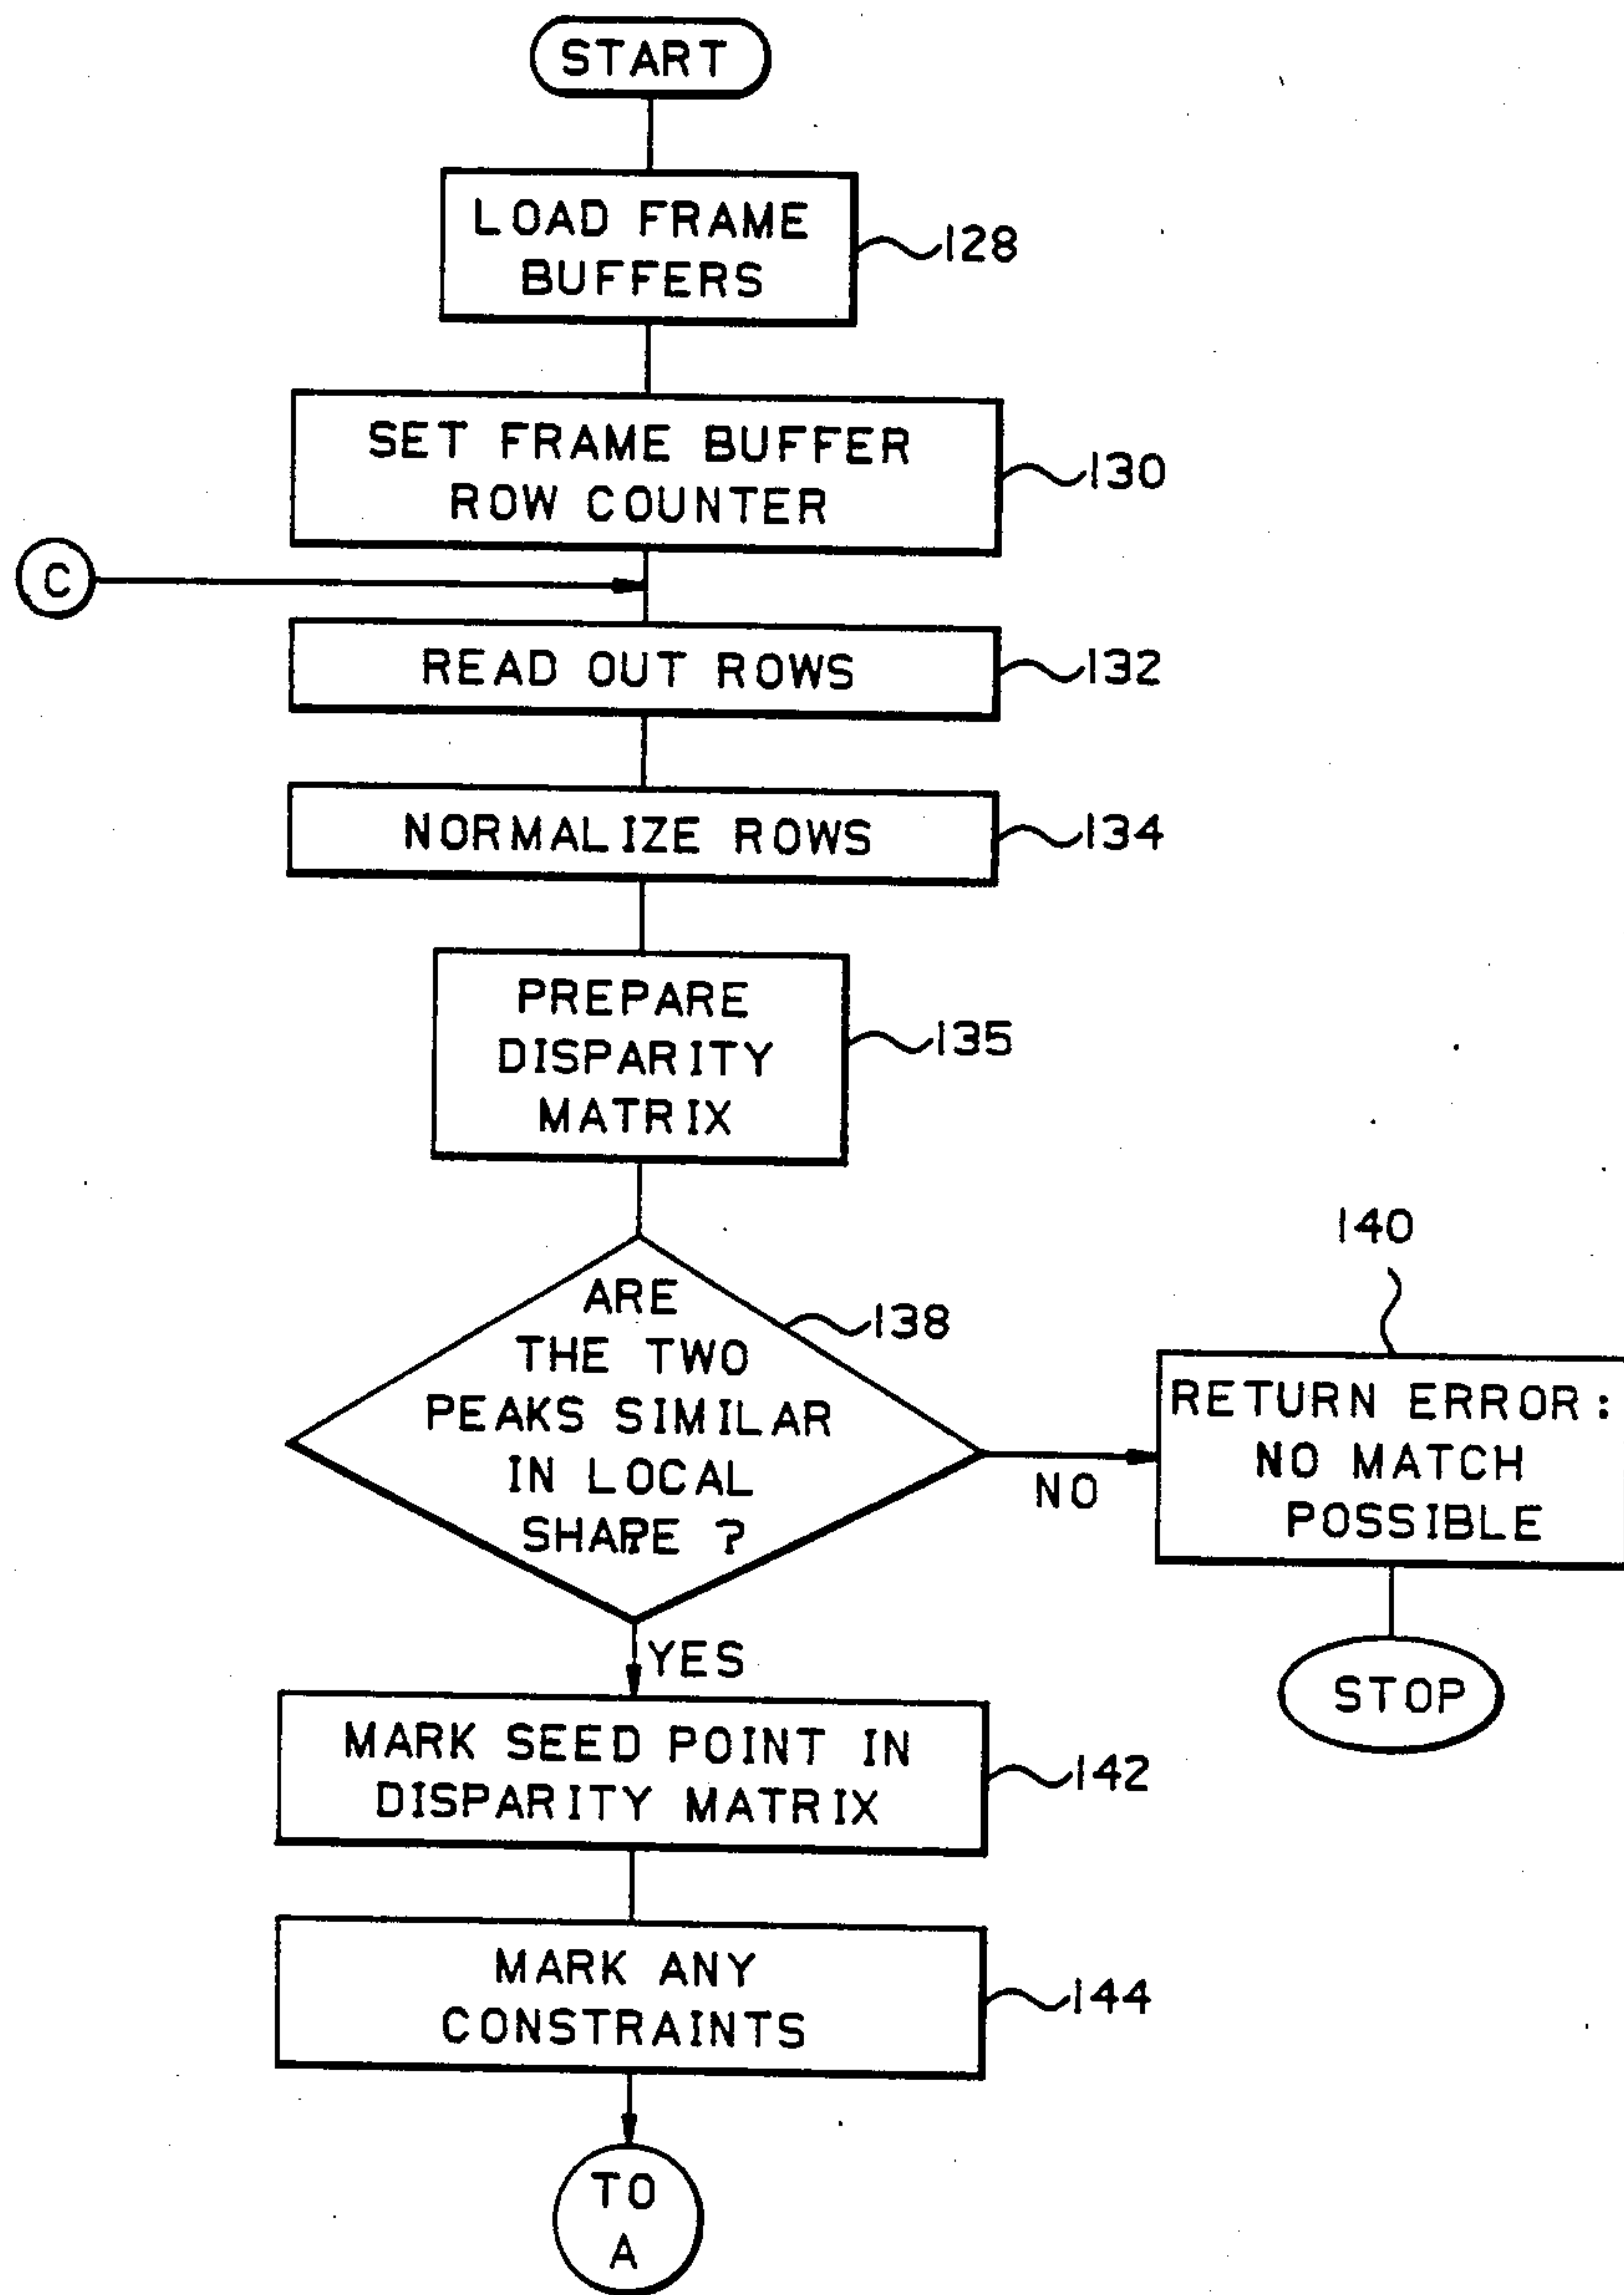 START
LOAD FRAME
BUFFERS
128
SET FRAME BUFFER
ROW COUNTER
130
C
READ OUT ROWS
132
NORMALIZE ROWS
134
PREPARE
DISPARITY
MATRIX
135
ARE
THE TWO
PEAKS SIMILAR
IN LOCAL
SHAPE ?
138
NO
140
RETURN ERROR:
NO MATCH
POSSIBLE
STOP
YES
MARK SEED POINT IN
DISPARITY MATRIX
142
MARK ANY
CONSTRAINTS
144
TO
A